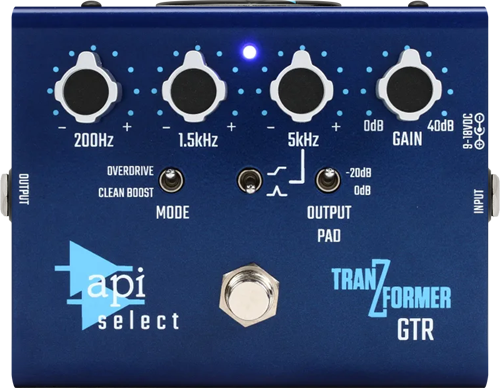 - +
- +
- +
0dB 40dB
200Hz
1.5kHz
5kHz
GAIN
9-18VDC
OVERDRIVE
CLEAN BOOST
MODE
-20dB
0dB
OUTPUT
PAD
OUTPUT
INPUT
api
select
TRANZFORMER
GTR